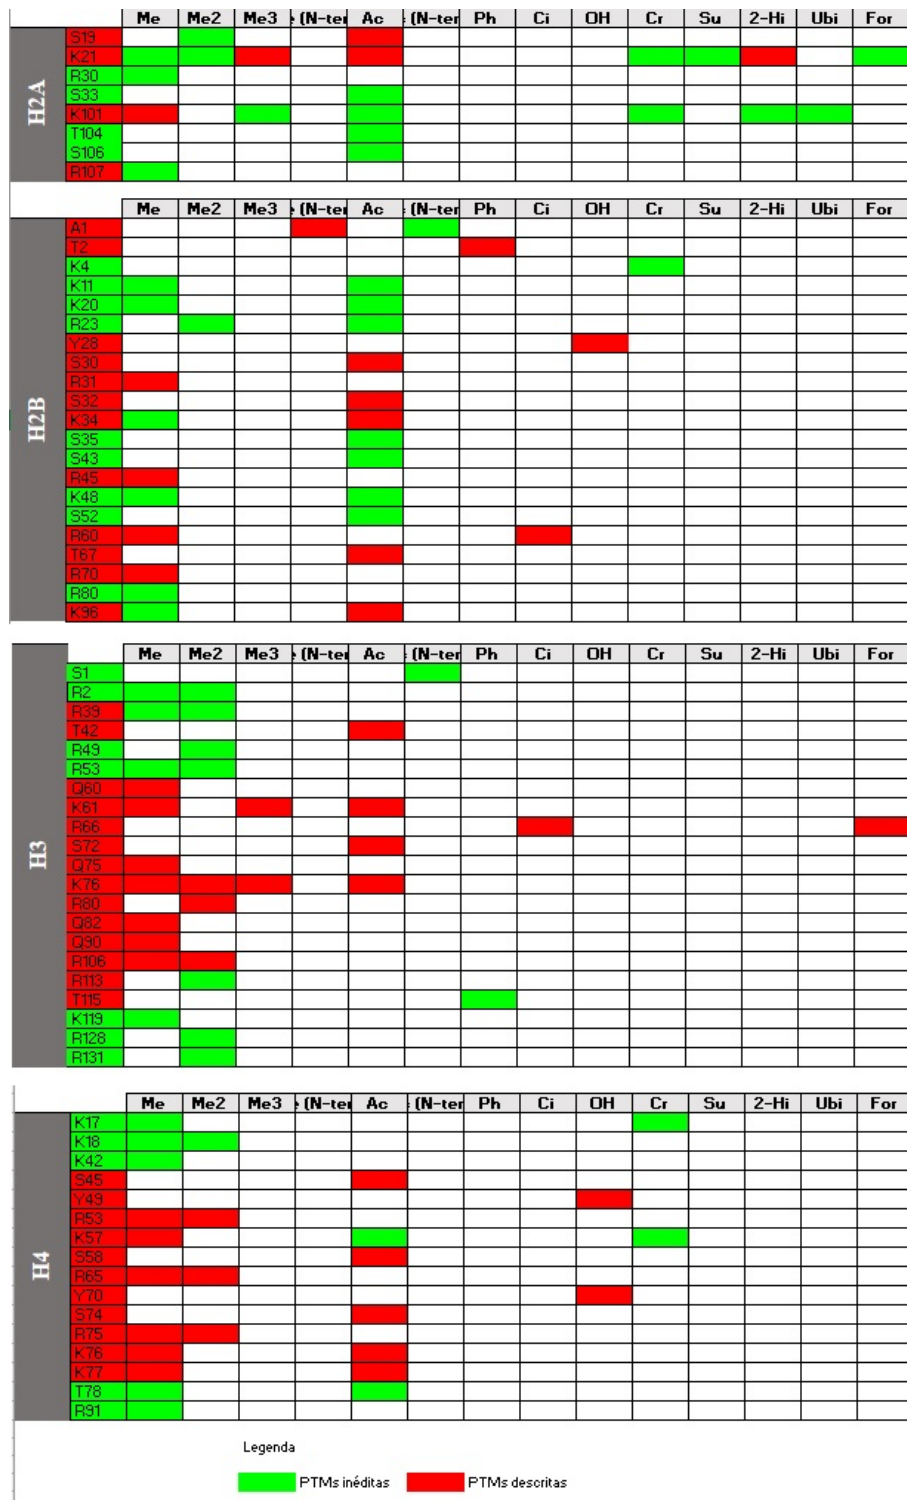 Me Me2 Me3 (N-ter Ac (N-ter Ph Ci OH Cr Su 2-Hi Ubi For
H2A
S19
K21
R30
S33
K101
T104
S106
R107
Me Me2 Me3 (N-ter Ac (N-ter Ph Ci OH Cr Su 2-Hi Ubi For
H2B
A1
T2
K4
K11
K20
R23
Y28
S30
R31
S32
K34
S35
S43
R45
K48
S52
R60
T67
R70
R80
K96
Me Me2 Me3 (N-ter Ac (N-ter Ph Ci OH Cr Su 2-Hi Ubi For
H3
S1
R2
R39
T42
R49
R53
Q60
K61
R66
S72
Q75
K76
R80
Q82
Q90
R106
R113
T115
K119
R128
R131
Me Me2 Me3 (N-ter Ac (N-ter Ph Ci OH Cr Su 2-Hi Ubi For
H4
K17
K18
K42
S45
Y49
R53
K57
S58
R65
Y70
S74
R75
K76
K77
T78
R91
Legenda
PTMs inéditas PTMs descritas